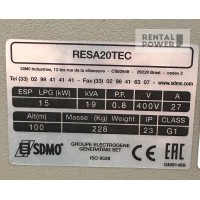 RENTAL
POWER
RESA20TEC
SDMO Industries, 12 bis rue de la villeneuve - CS92848 - 29228 Brest - cedex 2
Tel (33) 02 98 41 41 41 - Fax (33) 02 98 41 63 07
www.sdmo.com
ESP LPG (kW) kVA P.F. V A
15 19 0.8 400V 27
Alt(m) Masse (Kg) Weight IP CLASS
100 228 23 G1
SDMO
GROUPE ELECTROGENE
GENERATING SET
ISO 8528